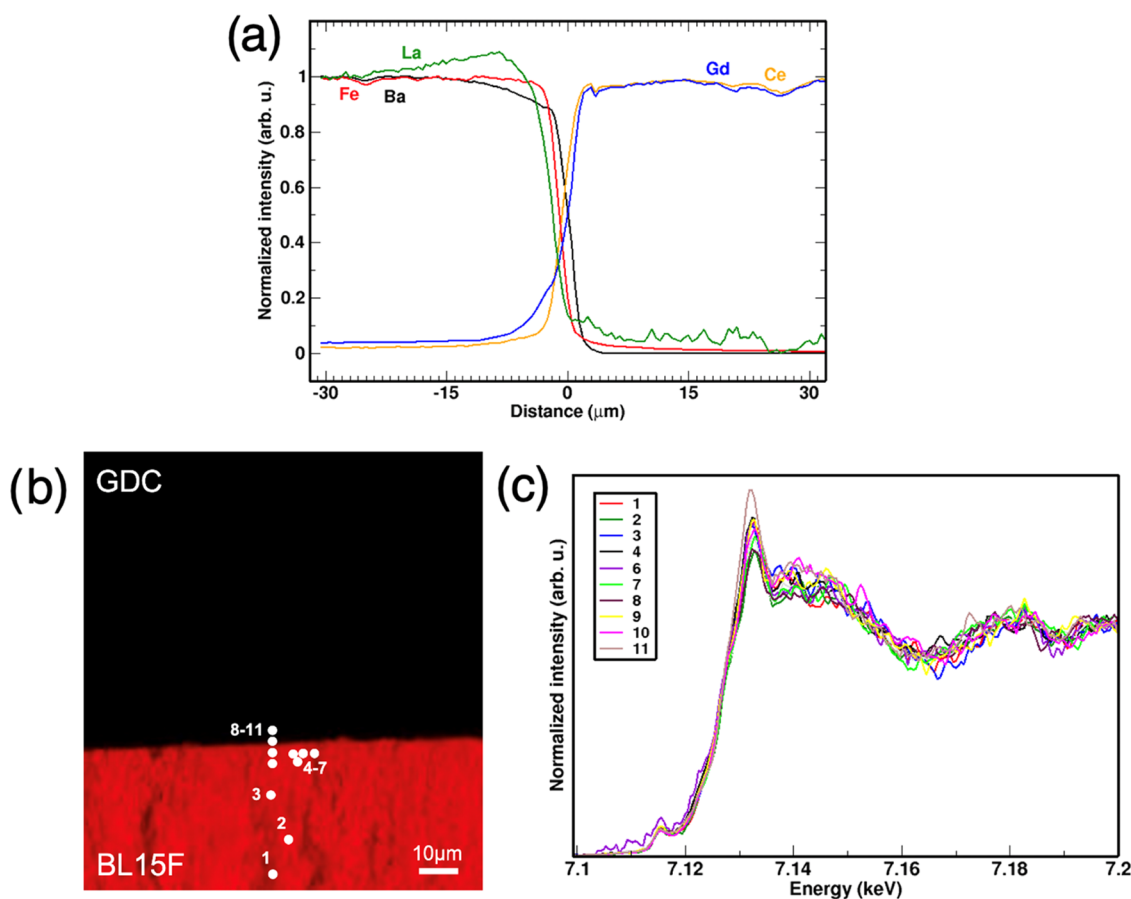 (a)
Normalized intensity (arb. u.)
1
0.8
0.6
0.4
0.2
0
La
Fe
Ba
Gd
Ce
-30
-15
0
15
30
Distance (μm)
(b)
GDC
8-11
4-7
3
2
1
BL15F
10μm
(c)
Normalized intensity (arb. u.)
1
2
3
4
6
7
8
9
10
11
7.1
7.12
7.14
7.16
7.18
7.2
Energy (keV)